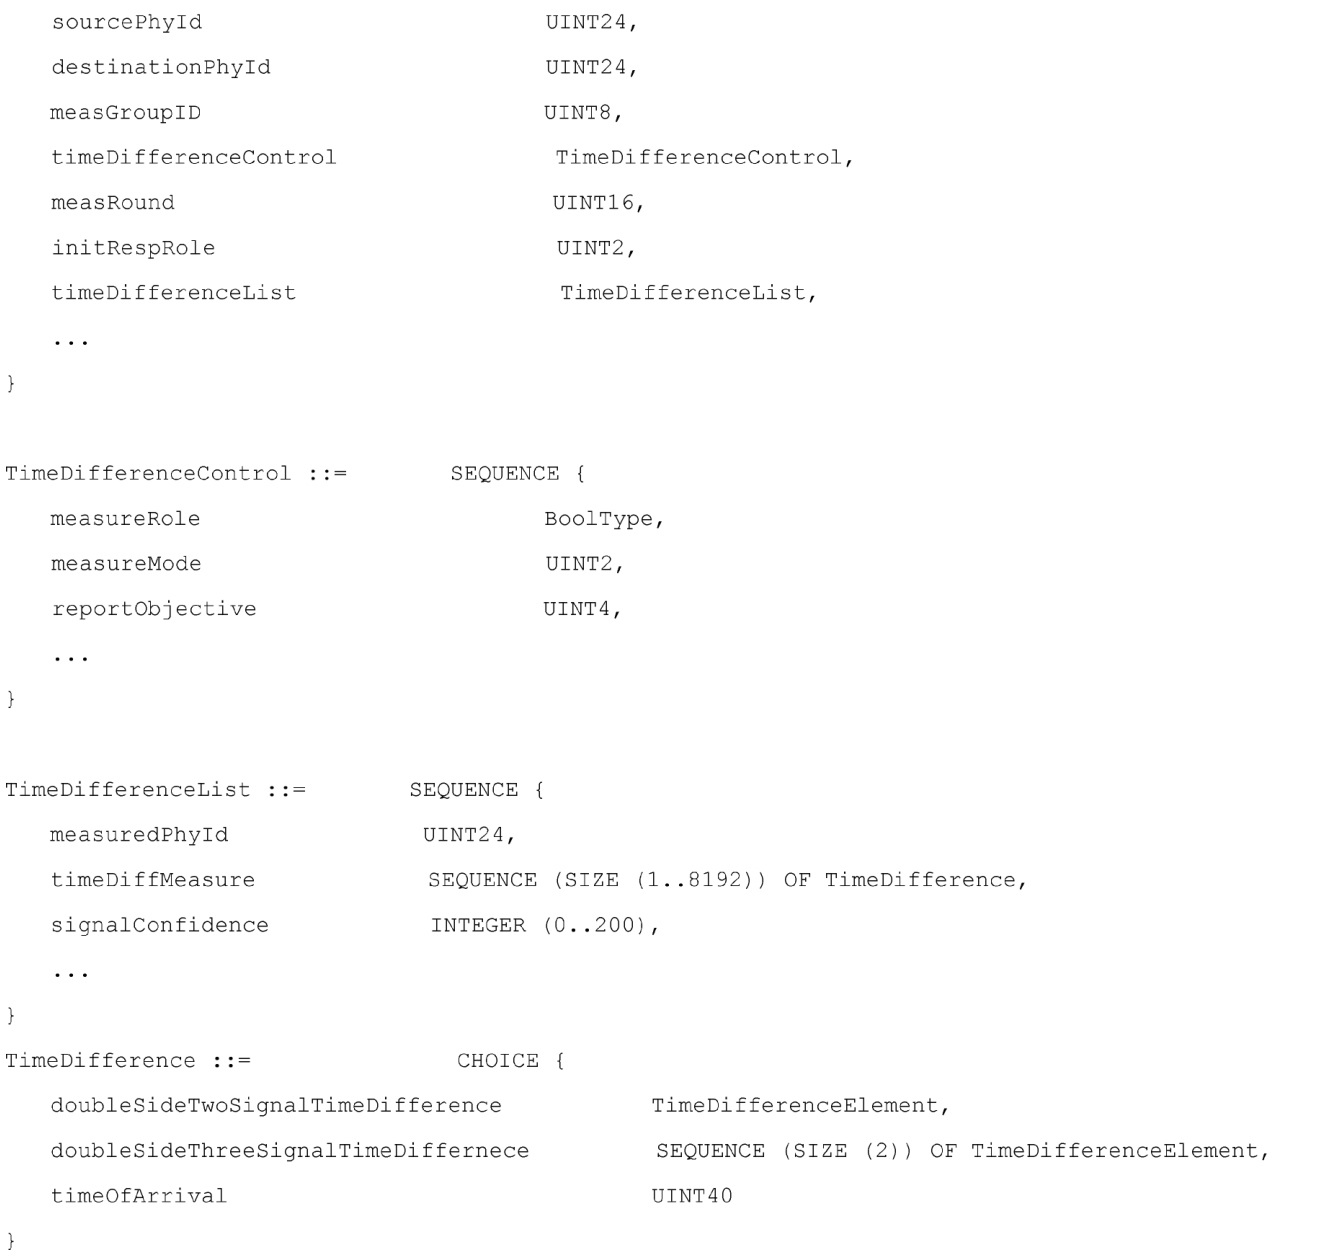 sourcePhyId UINT24,
destinationPhyId UINT24,
measGroupID UINT8,
timeDifferenceControl TimeDifferenceControl,
measRound UINT16,
initRespRole UINT2,
timeDifferenceList TimeDifferenceList,
...
}
TimeDifferenceControl ::= SEQUENCE {
measureRole BoolType,
measureMode UINT2,
reportObjective UINT4,
...
}
TimeDifferenceList ::= SEQUENCE {
measuredPhyId UINT24,
timeDiffMeasure SEQUENCE (SIZE (1..8192)) OF TimeDifference,
signalConfidence INTEGER (0..200),
...
}
TimeDifference ::= CHOICE {
doubleSideTwoSignalTimeDifference TimeDifferenceElement,
doubleSideThreeSignalTimeDiffernece SEQUENCE (SIZE (2)) OF TimeDifferenceElement,
timeOfArrival UINT40
}